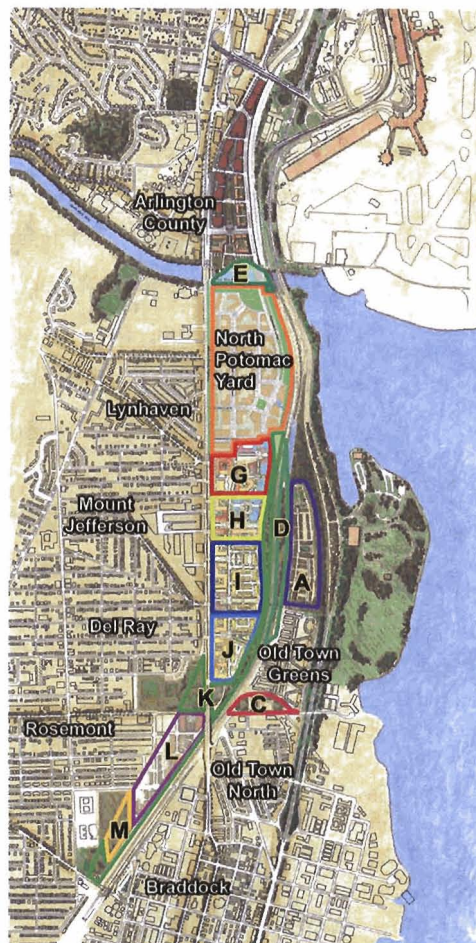 Arlington
County
E
North
Potomac
Yard
Lynhaven
G
Mount
Jefferson
H
D
I
A
Del Ray
J
Old Town
Greens
K
C
Rosemont
L
Old Town
North
M
Braddock